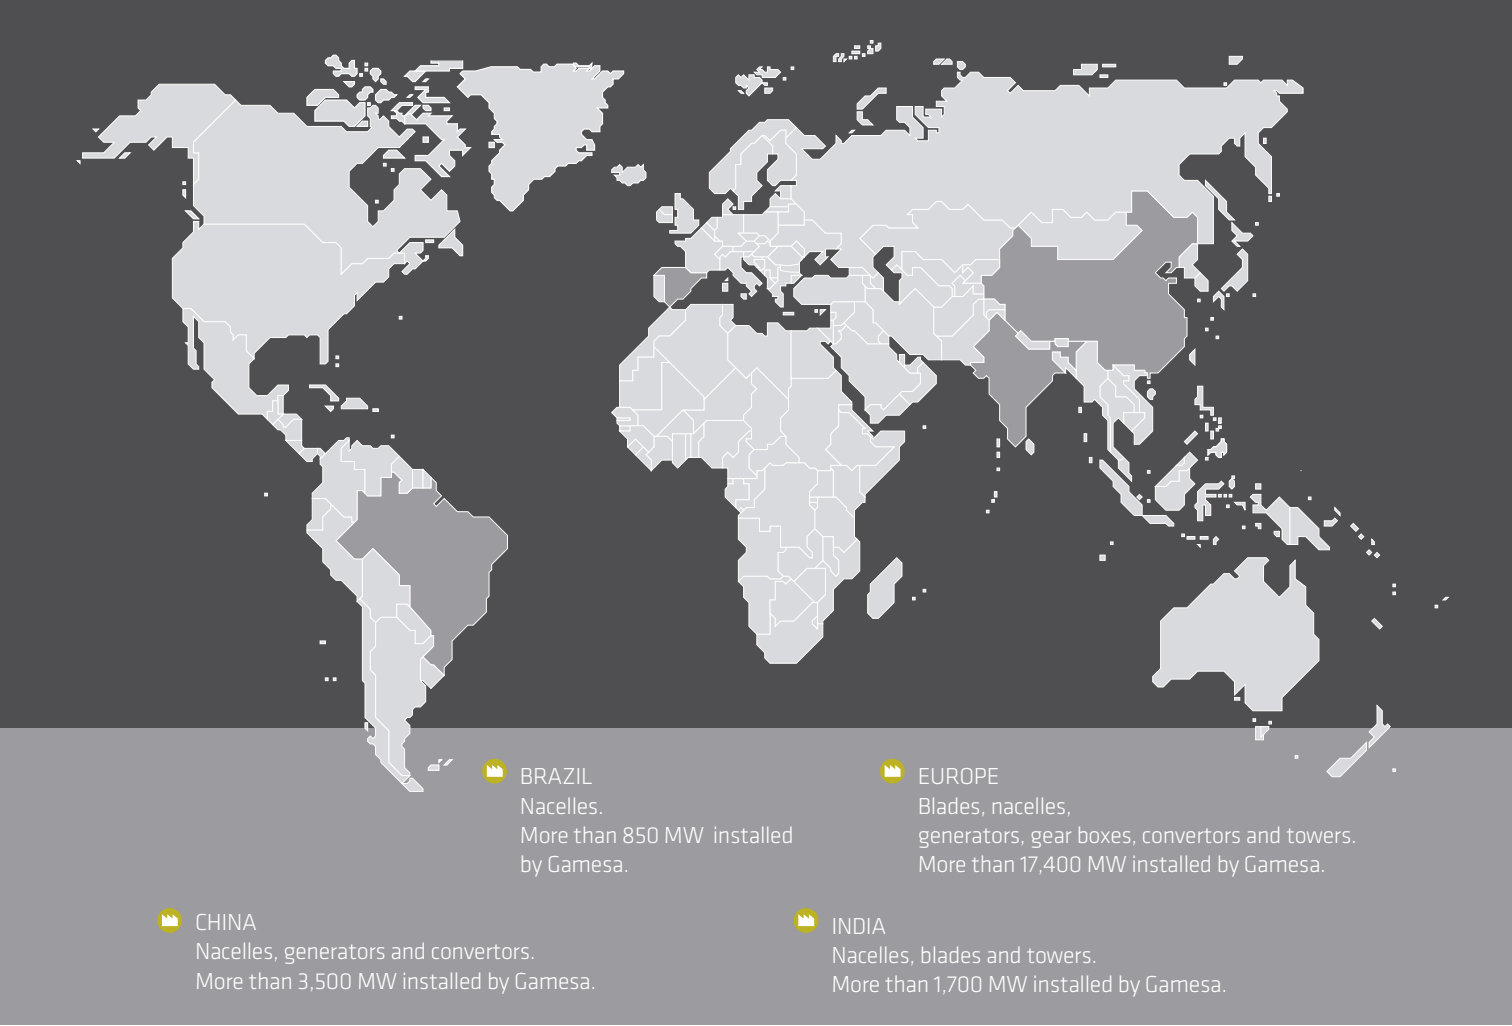 BRAZIL
Nacelles.
More than 850 MW  installed
by Gamesa.
EUROPE
Blades, nacelles,
generators, gear boxes, convertors and towers.
More than 17,400 MW installed by Gamesa.
CHINA
Nacelles, generators and convertors.
More than 3,500 MW installed by Gamesa.
INDIA
Nacelles, blades and towers.
More than 1,700 MW installed by Gamesa.